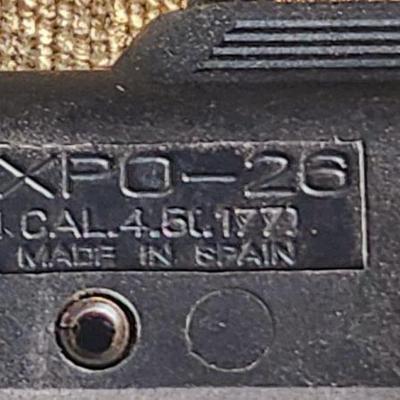 XPO-26
CAL.4.5(.177)
MADE IN SPAIN